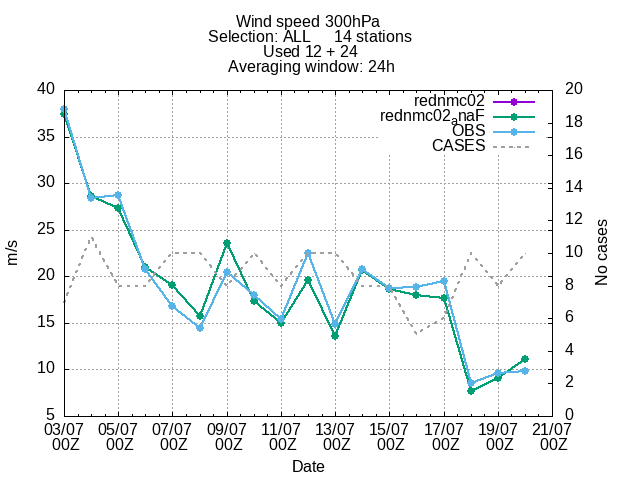 Wind speed 300hPa
Selection: ALL 14 stations
Used 12 + 24
Averaging window: 24h
40 20
rednmc02
18
rednmc02_anaF
35 OBS
16
CASES
30 14
12
25
m/s 10 No cases
20 8
6
15
4
10
2
5 0
03/07 05/07 07/07 09/07 11/07 13/07 15/07 17/07 19/07 21/07
00Z 00Z 00Z 00Z 00Z 00Z 00Z 00Z 00Z 00Z
Date